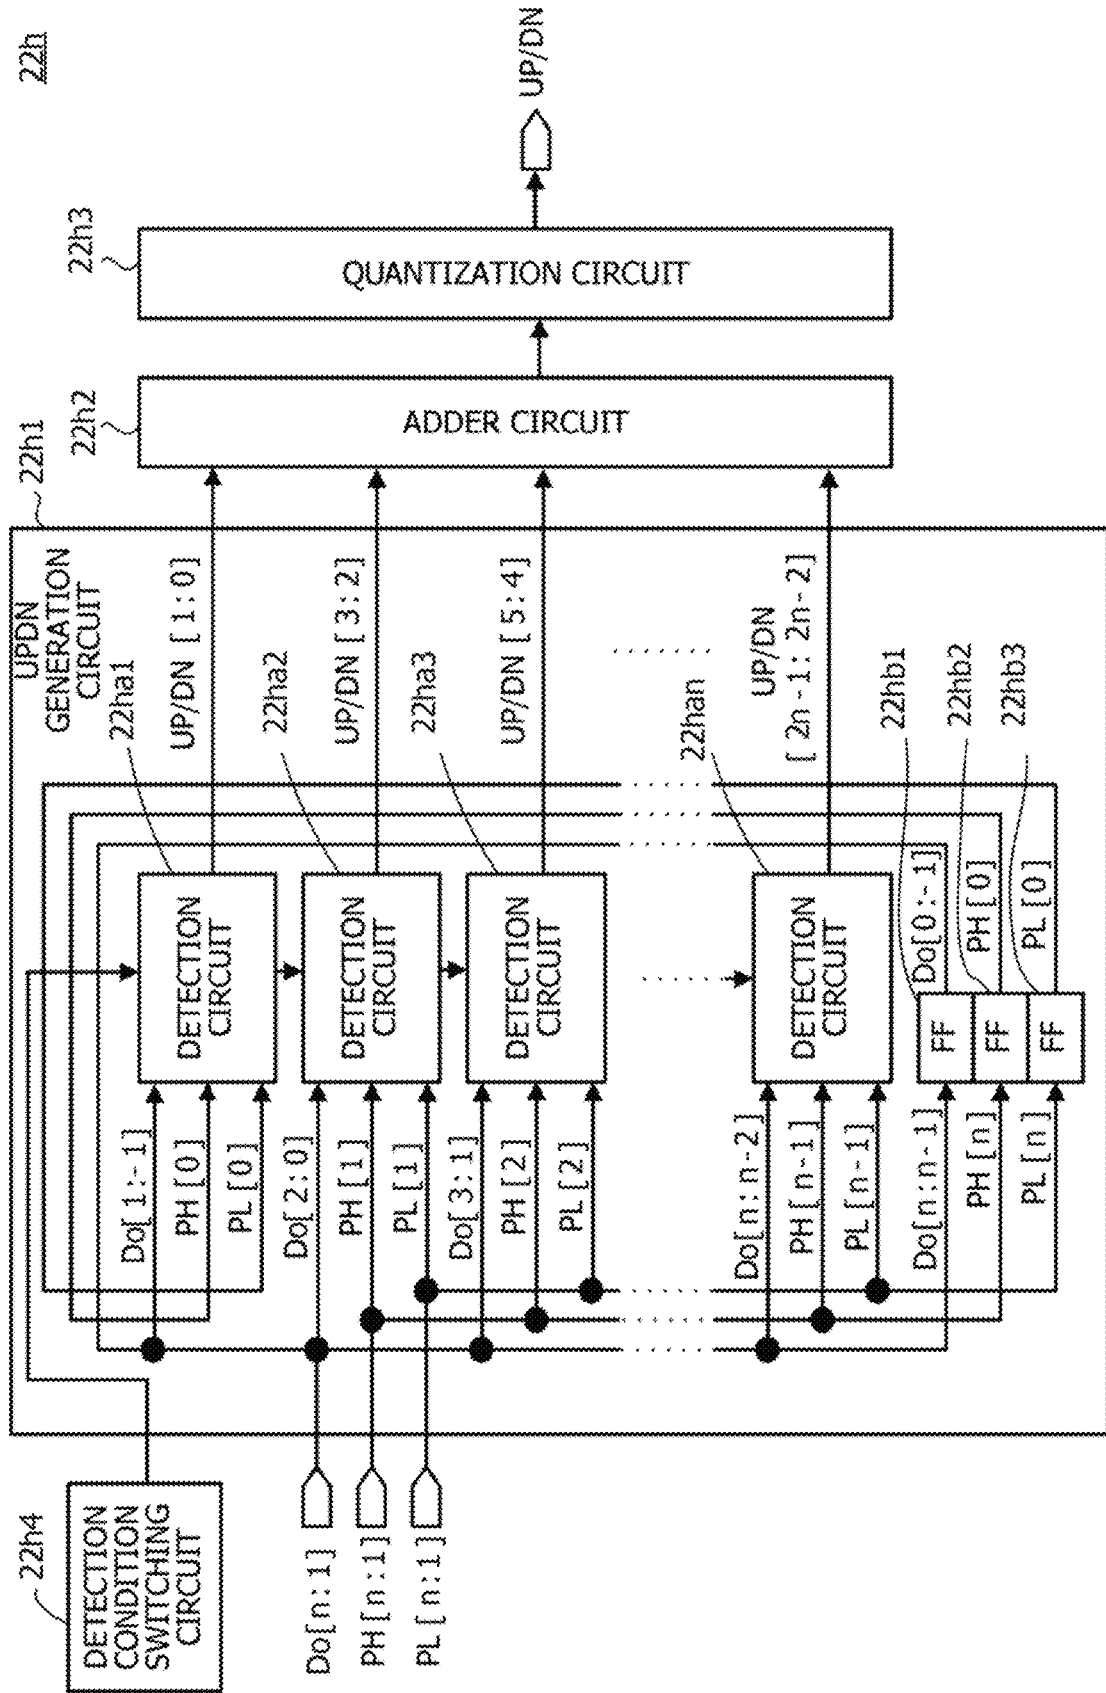 22h
22h4
DETECTION
CONDITION
SWITCHING
CIRCUIT
22h1
UPDN
GENERATION
CIRCUIT
22h2
22h3
Do[n:1]
PH[n:1]
PL[n:1]
22ha1
Do[1:-1]
PH[0]
PL[0]
DETECTION
CIRCUIT
UP/DN [1:0]
22ha2
Do[2:0]
PH[1]
PL[1]
DETECTION
CIRCUIT
UP/DN [3:2]
22ha3
Do[3:1]
PH[2]
PL[2]
DETECTION
CIRCUIT
UP/DN [5:4]
22han
Do[n:n-2]
PH[n-1]
PL[n-1]
DETECTION
CIRCUIT
UP/DN
[2n-1:2n-2]
Do[n:n-1]
FF
Do[0:-1]
22hb1
PH[n]
FF
PH[0]
22hb2
PL[n]
FF
PL[0]
22hb3
ADDER CIRCUIT
QUANTIZATION CIRCUIT
UP/DN